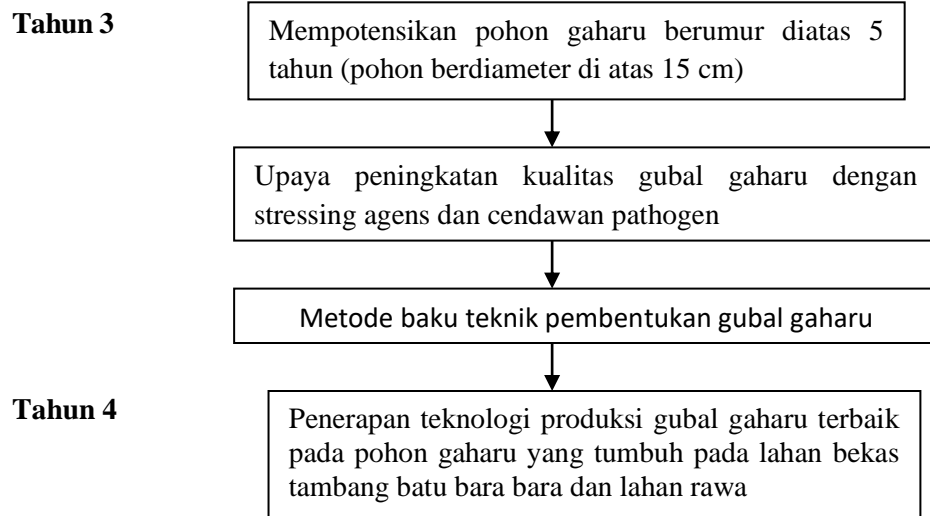 Tahun 3
Mempotensikan pohon gaharu berumur diatas 5
tahun (pohon berdiameter di atas 15 cm)
Upaya peningkatan kualitas gubal gaharu dengan
stressing agens dan cendawan pathogen
Metode baku teknik pembentukan gubal gaharu
Tahun 4
Penerapan teknologi produksi gubal gaharu terbaik
pada pohon gaharu yang tumbuh pada lahan bekas
tambang batu bara bara dan lahan rawa